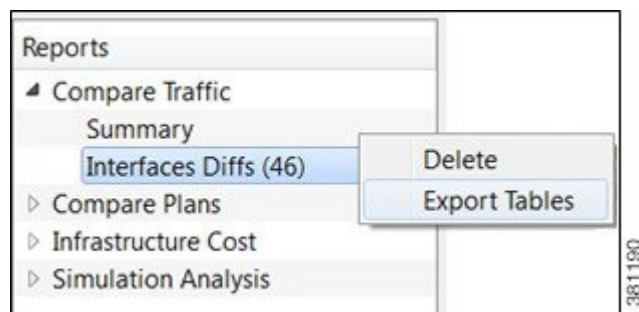 Reports
Compare Traffic
Summary
Interfaces Diffs (46)
Delete
Export Tables
Compare Plans
Infrastructure Cost
Simulation Analysis
381190